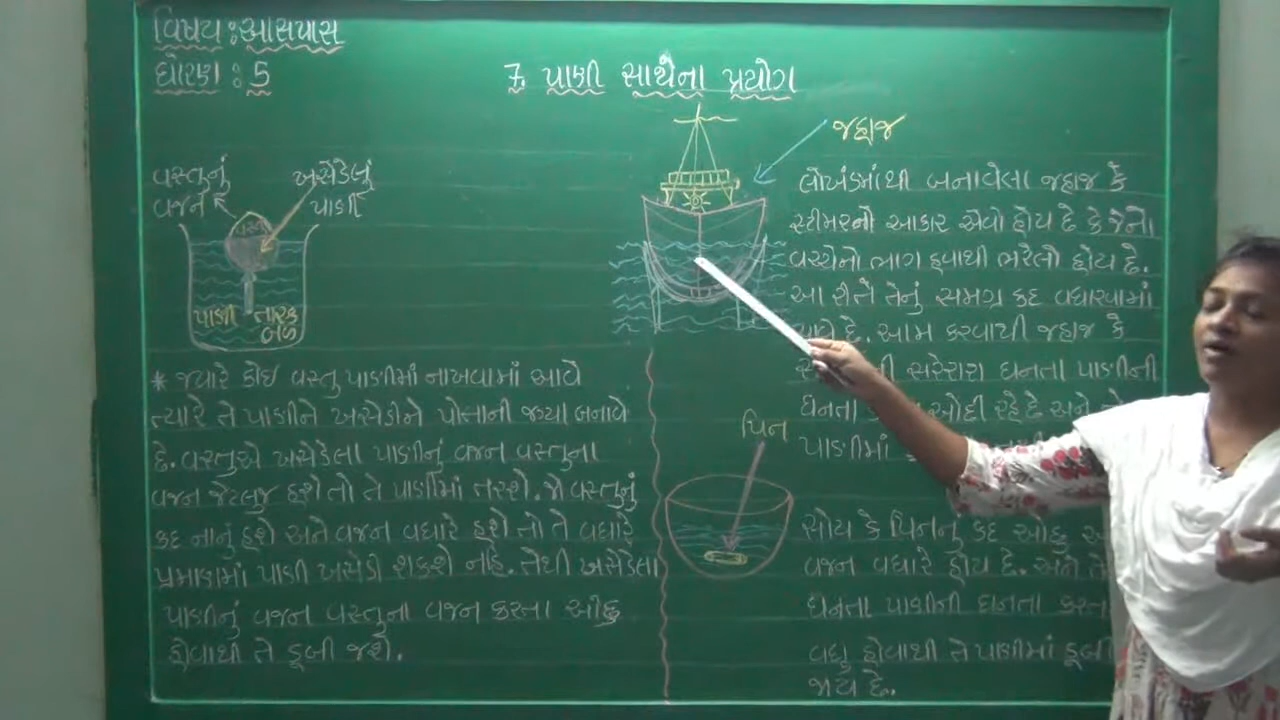 વિષય : આસપાસ
ધોરણ : 5
7. પાણી સાથેના પ્રયોગ
વસ્તુનું
વજન
ખસેડેલું
પાણી
વસ્તુ
પાણી તારક
બળ
* જ્યારે કોઈ વસ્તુ પાણીમાં નાખવામાં આવે
ત્યારે તે પાણીને ખસેડીને પોતાની જગ્યા બનાવે
છે. વસ્તુએ ખસેડેલા પાણીનું વજન વસ્તુના
વજન જેટલુજ હશે તો તે પાણીમાં તરશે. જો વસ્તુનું
કદ નાનું હશે અને વજન વધારે હશે તો તે વધારે
પ્રમાણમાં પાણી ખસેડી શકશે નહિ. તેથી ખસેડેલા
પાણીનું વજન વસ્તુના વજન કરતા ઓછુ
હોવાથી તે ડૂબી જશે.
જહાજ
લોખંડમાંથી બનાવેલા જહાજ કે
સ્ટીમરનો આકાર એવો હોય છે કે જેનો
વચ્ચેનો ભાગ હવાથી ભરેલો હોય છે.
આ રીતે તેનું સમગ્ર કદ વધારવામાં
છે. આમ કરવાથી જહાજ કે
સરેરાશ ઘનતા પાણીની
ઘનતા ઓછી રહે છે અને
પાણીમાં
પિન
સોય કે પિનનું કદ ઓછુ
વજન વધારે હોય છે. અને
ઘનતા પાણીની ઘનતા કરતા
વધુ હોવાથી તે પાણીમાં ડૂબી
જાય છે.